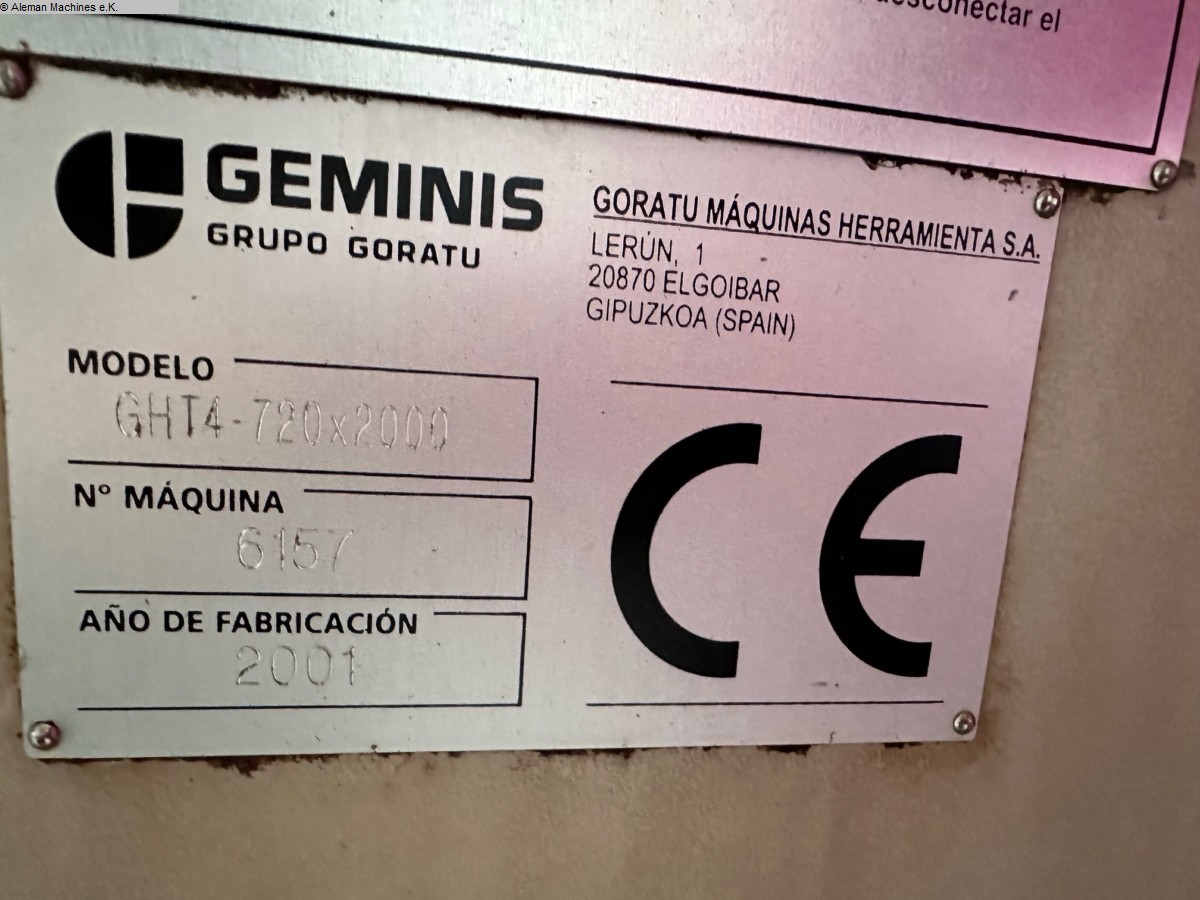 © Aleman Machines e.K.
desconectar el
GEMINIS
GRUPO GORATU
GORATU MÁQUINAS HERRAMIENTA S.A.
LERÚN, 1
20870 ELGOIBAR
GIPUZKOA (SPAIN)
MODELO
GHT4-720x2000
Nº MÁQUINA
6157
AÑO DE FABRICACIÓN
2001
CE